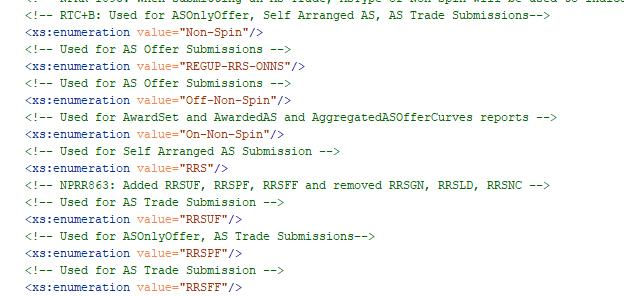 <!-- RTC+B: Used for ASOnlyOffer, Self Arranged AS, AS Trade Submissions-->
<xs:enumeration value="Non-Spin"/>
<!-- Used for AS Offer Submissions -->
<xs:enumeration value="REGUP-RRS-ONNS"/>
<!-- Used for AS Offer Submissions -->
<xs:enumeration value="Off-Non-Spin"/>
<!-- Used for AwardSet and AwardedAS and AggregatedASOfferCurves reports -->
<xs:enumeration value="On-Non-Spin"/>
<!-- Used for Self Arranged AS Submission -->
<xs:enumeration value="RRS"/>
<!-- NPRR863: Added RRSUF, RRSPF, RRSFF and removed RRSGN, RRSLD, RRSNC -->
<!-- Used for AS Trade Submission -->
<xs:enumeration value="RRSUF"/>
<!-- Used for ASOnlyOffer, AS Trade Submissions-->
<xs:enumeration value="RRSPF"/>
<!-- Used for AS Trade Submission -->
<xs:enumeration value="RRSFF"/>